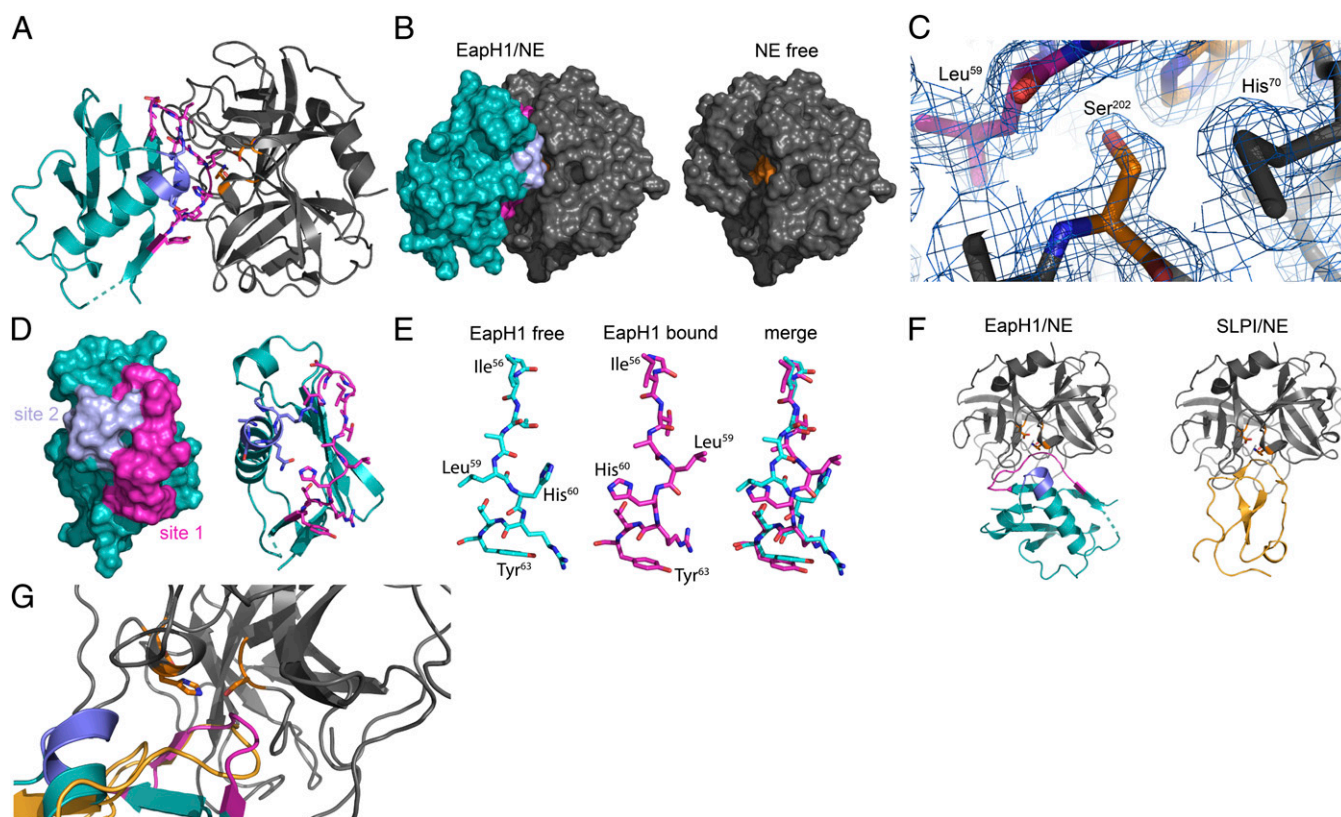 A
B
EapH1/NE
NE free
C
Leu⁵⁹
Ser²⁰²
His⁷⁰
D
site 2
site 1
E
EapH1 free
EapH1 bound
merge
Ile⁵⁶
Ile⁵⁶
Leu⁵⁹
Leu⁵⁹
His⁶⁰
His⁶⁰
Tyr⁶³
Tyr⁶³
F
EapH1/NE
SLPI/NE
G